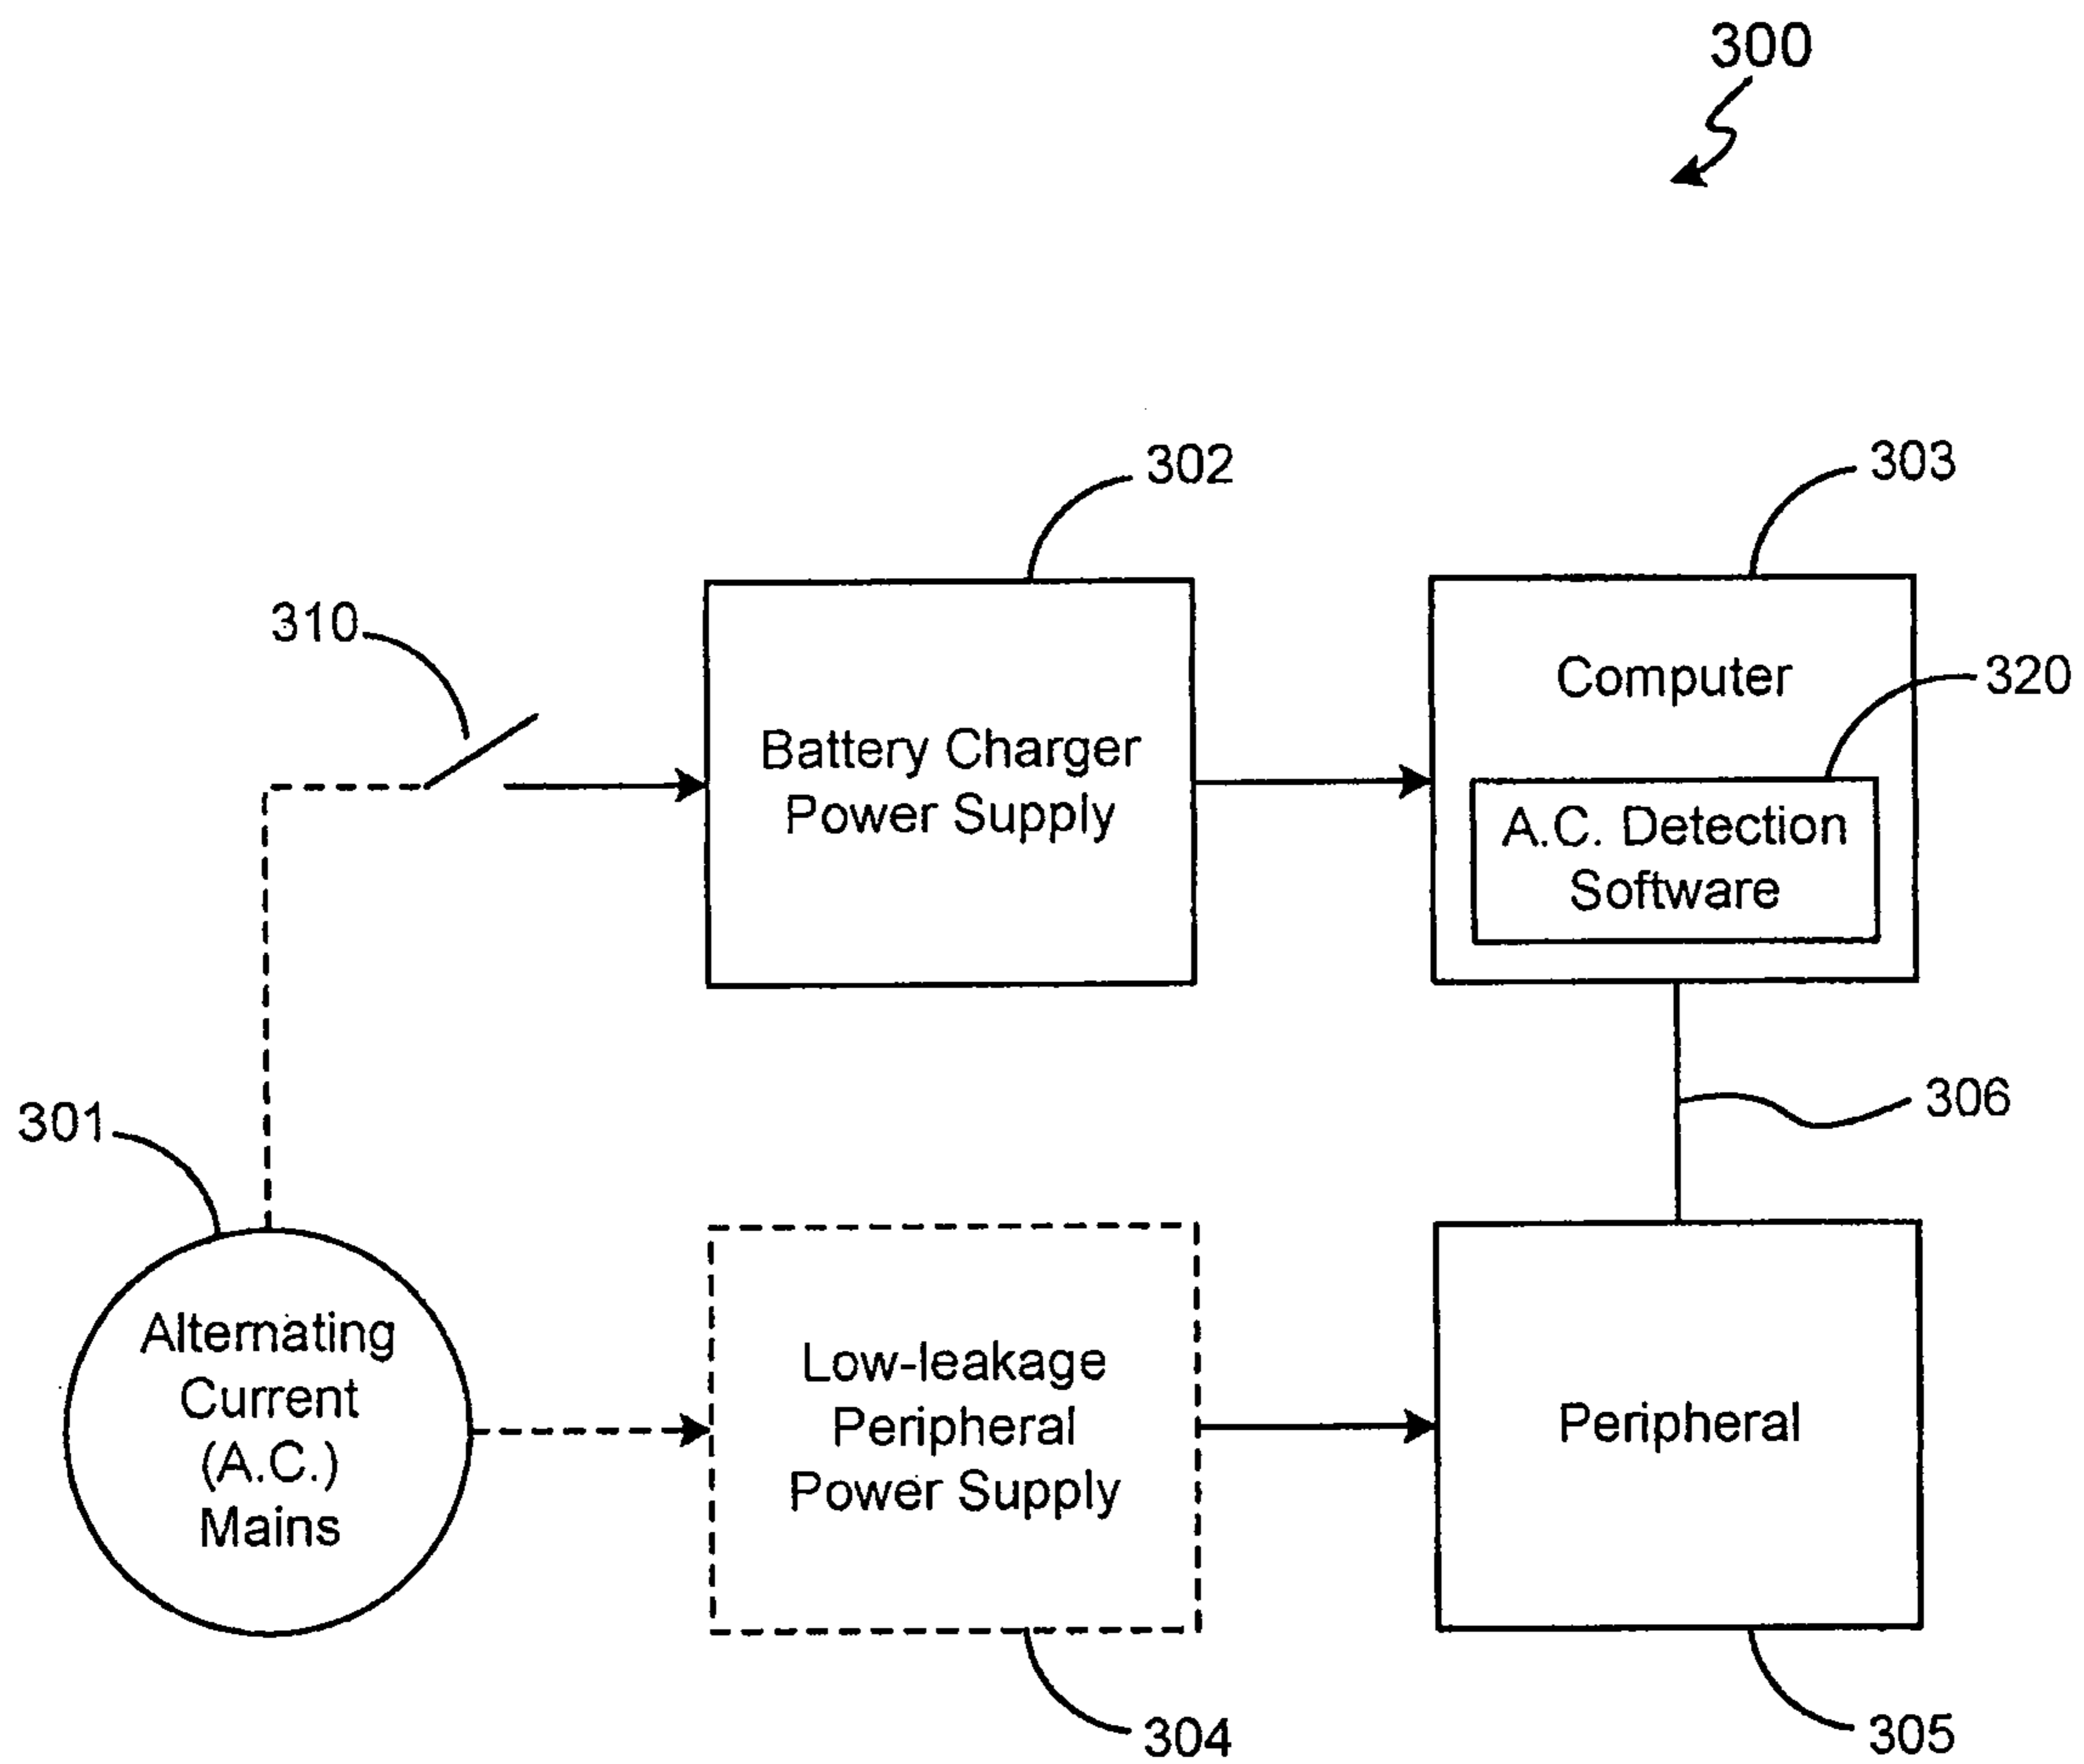 300
302
303
310
Computer
320
Battery Charger
Power Supply
A.C. Detection
Software
301
306
Alternating
Current
(A.C.)
Mains
Low-leakage
Peripheral
Power Supply
Peripheral
304
305